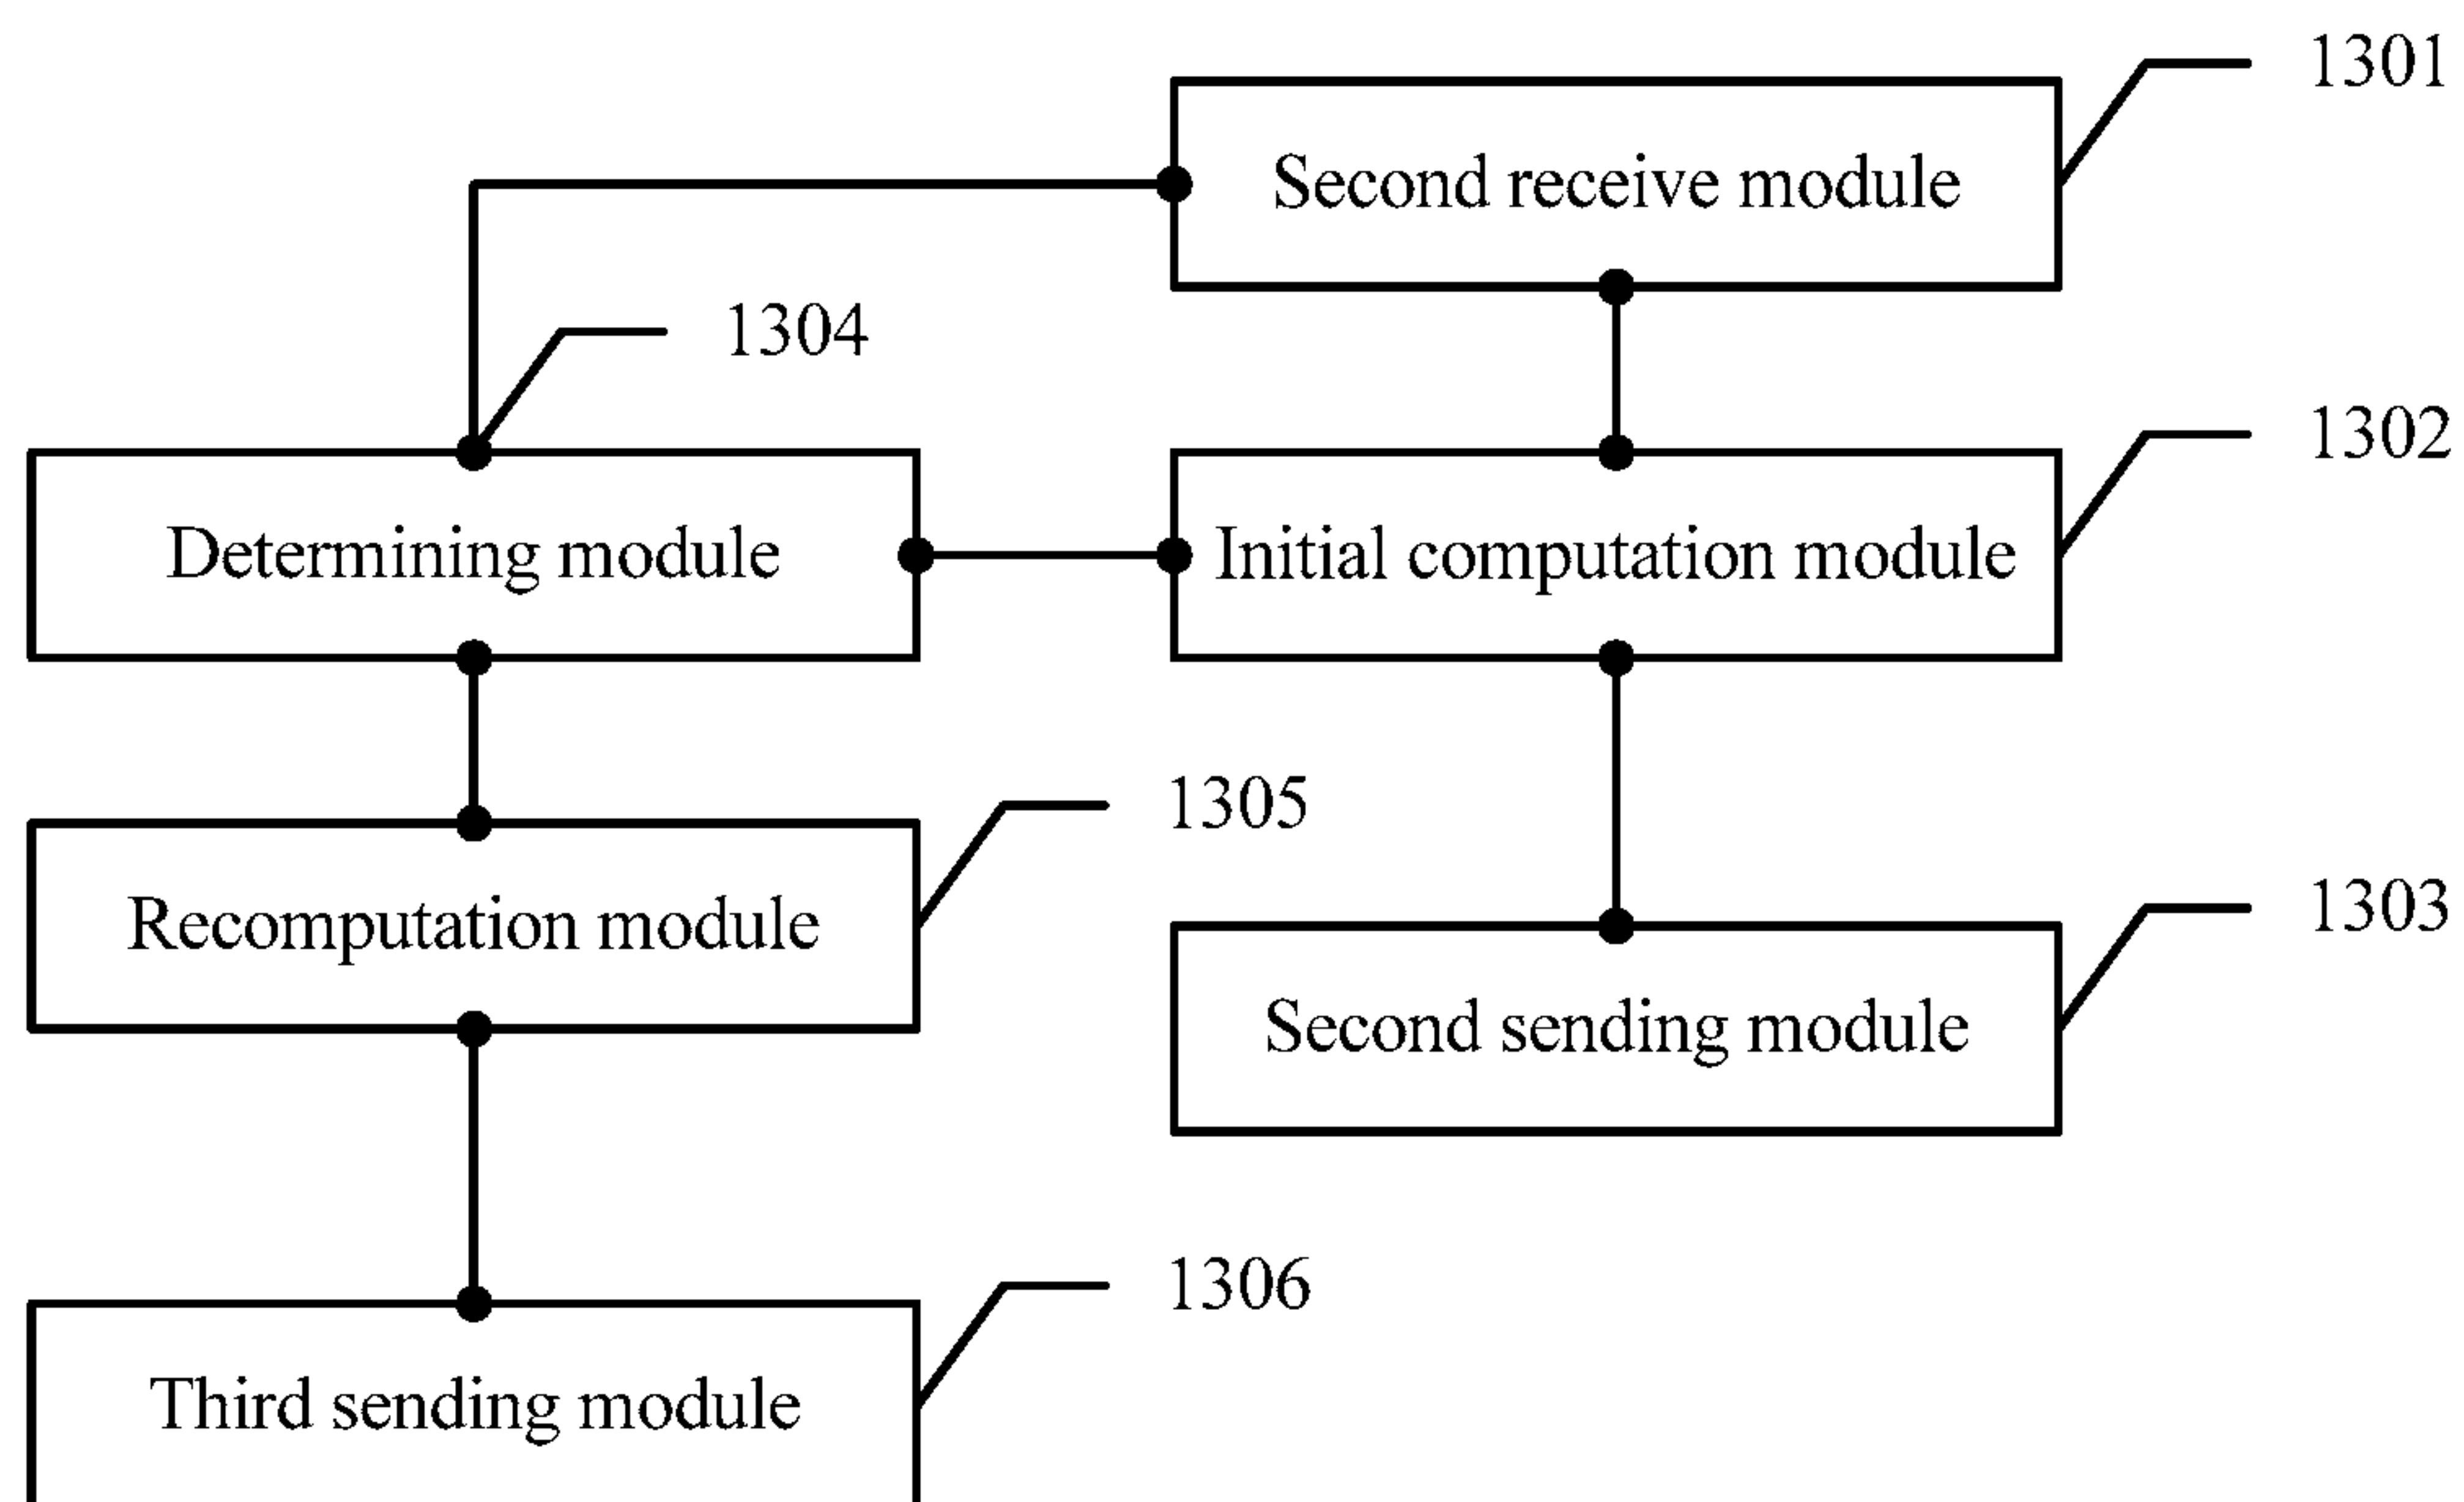 1301
Second receive module
1304
1302
Determining module
Initial computation module
1305
1303
Recomputation module
Second sending module
1306
Third sending module